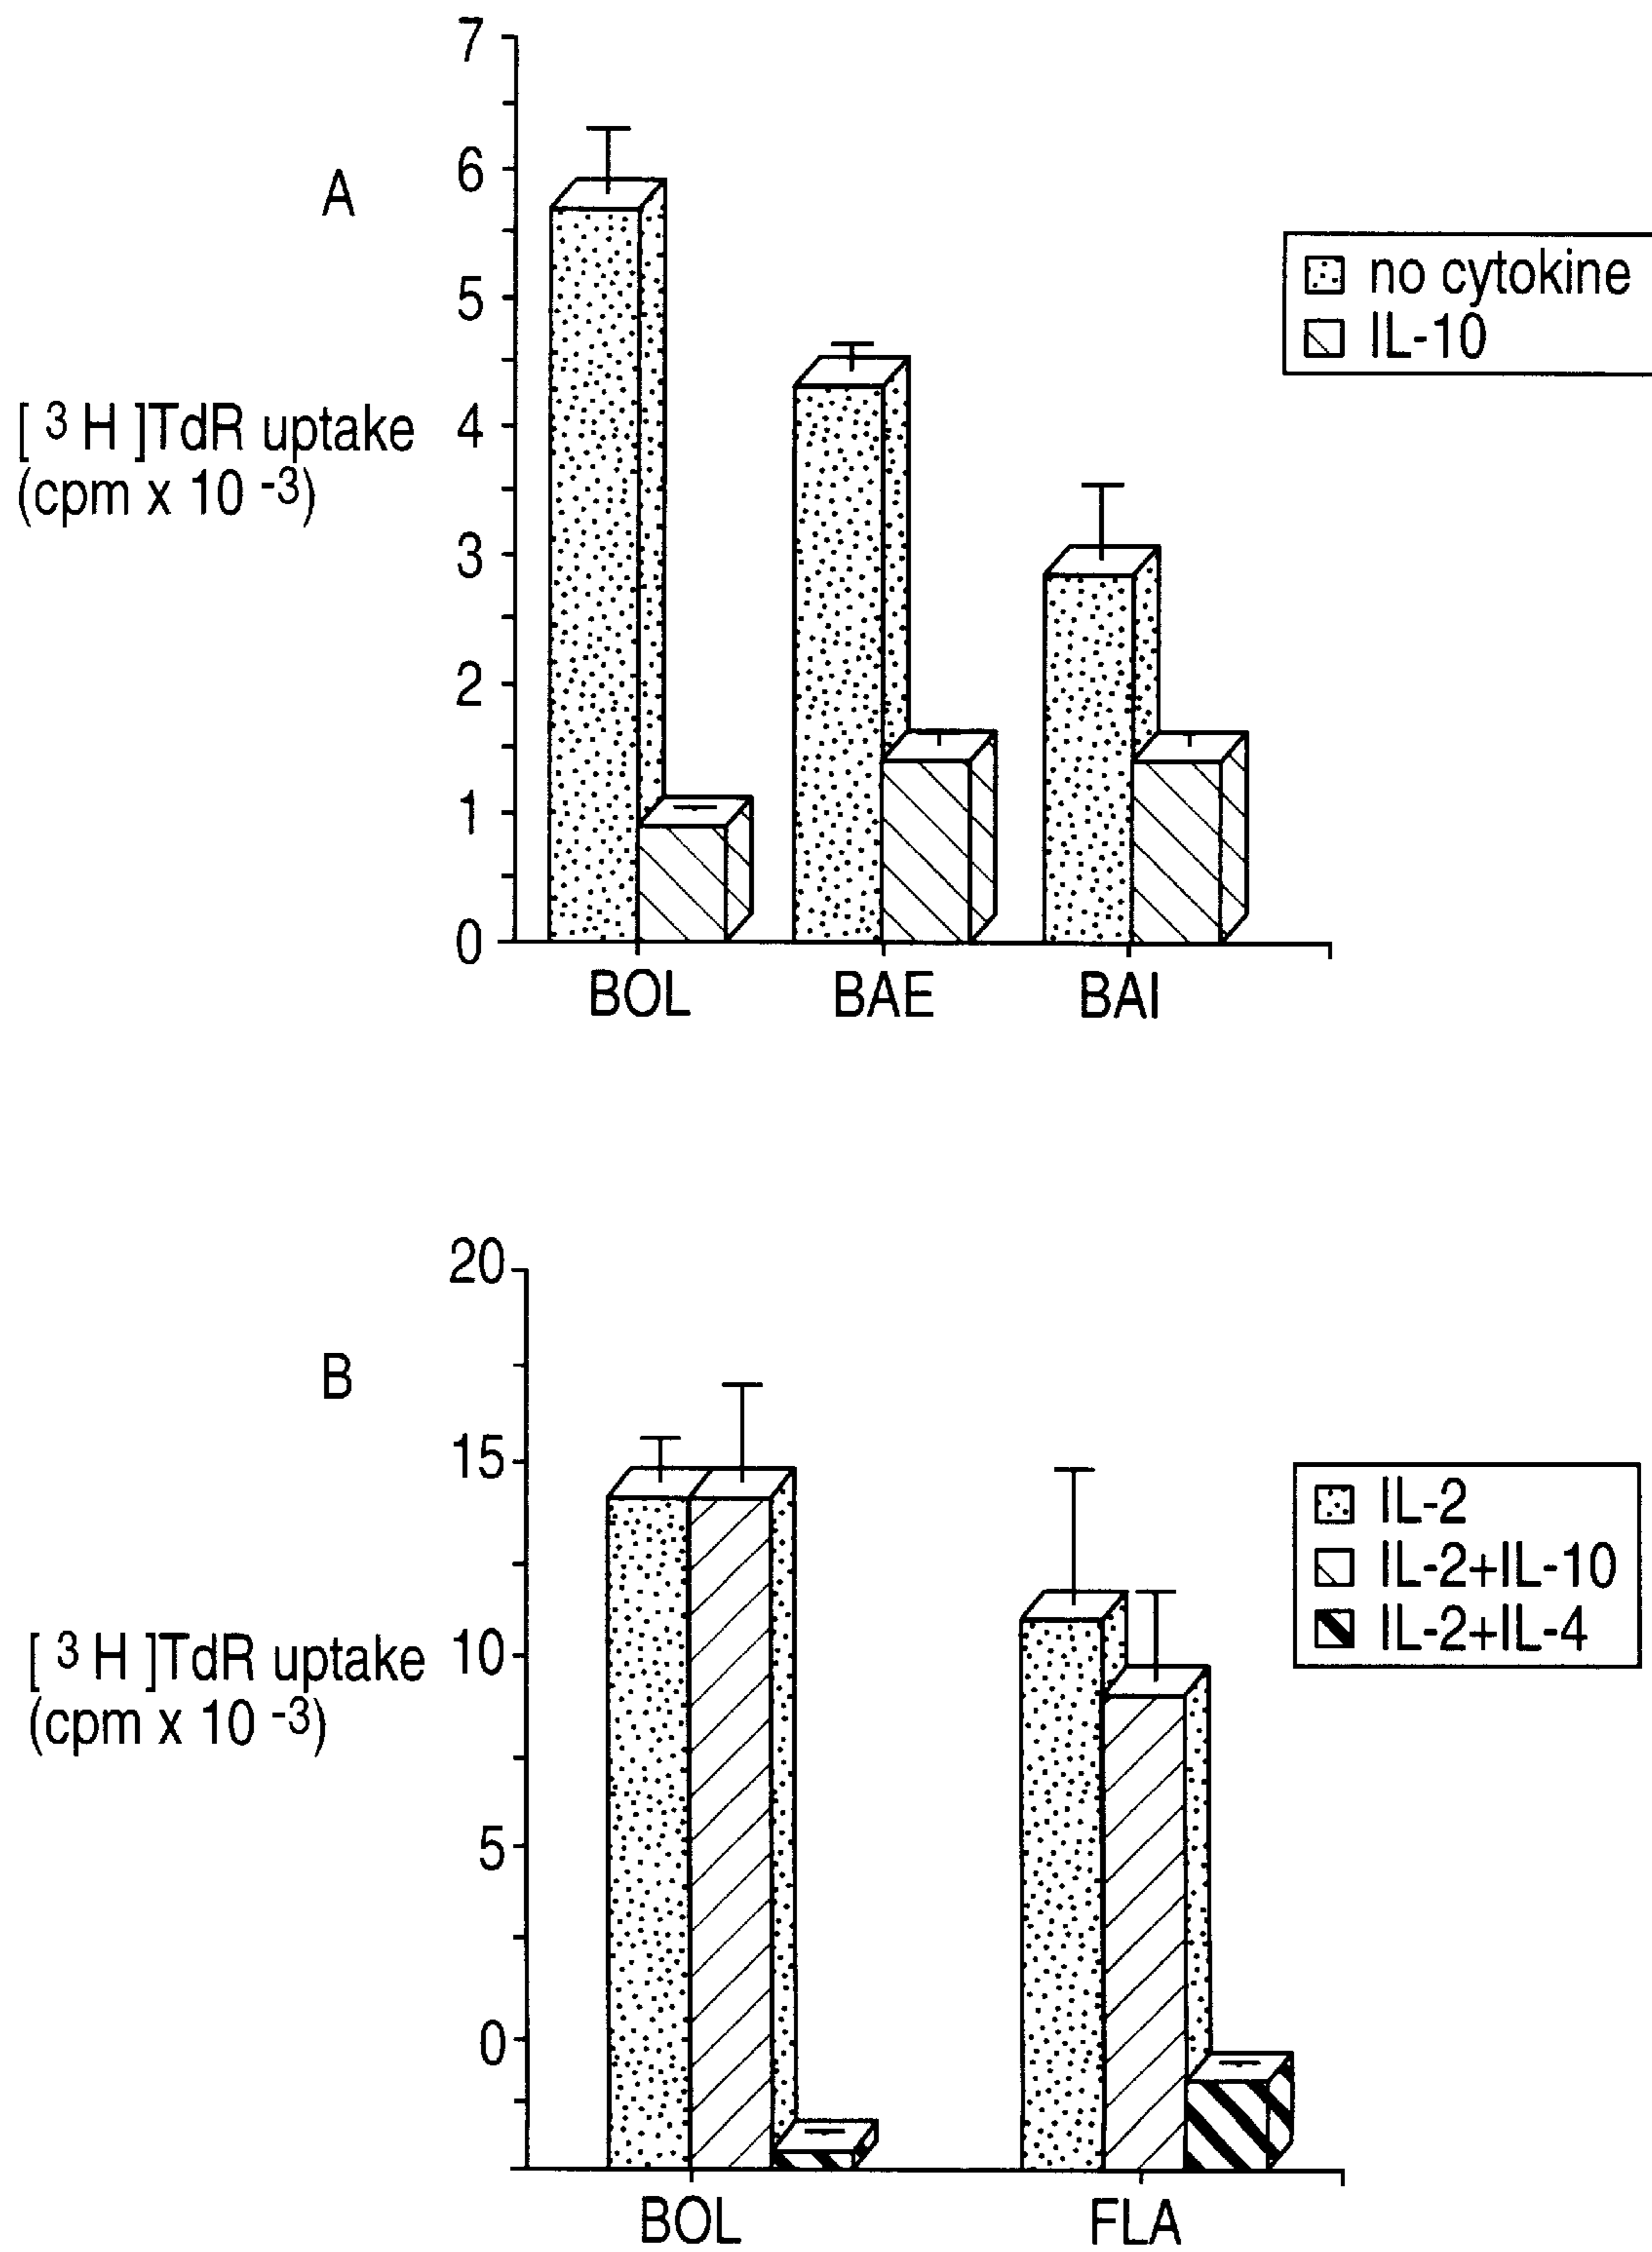 7
6
A
5
no cytokine
IL-10
[ 3 H ]TdR uptake
(cpm x 10 -3)
4
3
2
1
0
BOL BAE BAI
20
B
15
IL-2
IL-2+IL-10
IL-2+IL-4
[ 3 H ]TdR uptake
(cpm x 10 -3)
10
5
0
BOL FLA